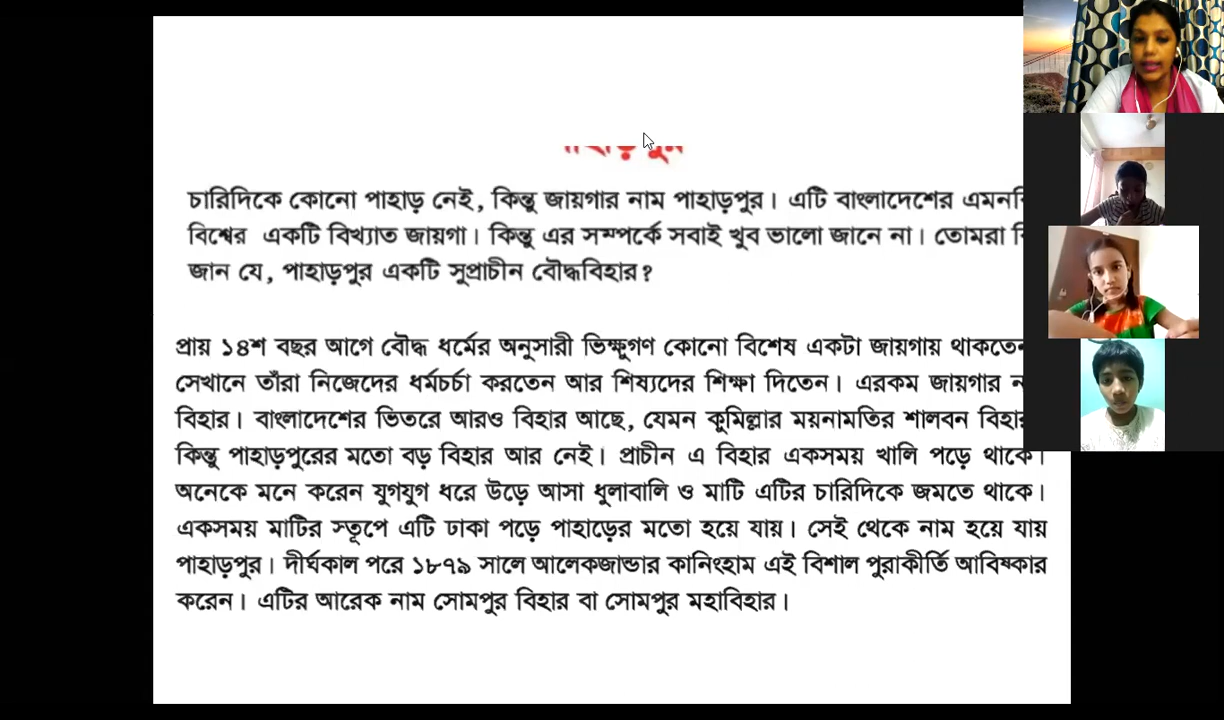 চারিদিকে কোনো পাহাড় নেই, কিন্তু জায়গার নাম পাহাড়পুর। এটি বাংলাদেশের
বিশ্বের একটি বিখ্যাত জায়গা। কিন্তু এর সম্পর্কে সবাই খুব ভালো জানে না। তোমরা
জান যে, পাহাড়পুর একটি সুপ্রাচীন বৌদ্ধবিহার?
প্রায় ১৪শ বছর আগে বৌদ্ধ ধর্মের অনুসারী ভিক্ষুগণ কোনো বিশেষ একটা জায়গায়
সেখানে তাঁরা নিজেদের ধর্মচর্চা করতেন আর শিষ্যদের শিক্ষা দিতেন। এরকম জায়গার
বিহার। বাংলাদেশের ভিতরে আরও বিহার আছে, যেমন কুমিল্লার ময়নামতির শালবন বিহার
কিন্তু পাহাড়পুরের মতো বড় বিহার আর নেই। প্রাচীন এ বিহার একসময় খালি পড়ে থাকে।
অনেকে মনে করেন যুগযুগ ধরে উড়ে আসা ধুলাবালি ও মাটি এটির চারিদিকে জমতে থাকে।
একসময় মাটির স্তূপে এটি ঢাকা পড়ে পাহাড়ের মতো হয়ে যায়। সেই থেকে নাম হয়ে যায়
পাহাড়পুর। দীর্ঘকাল পরে ১৮৭৯ সালে আলেকজান্ডার কানিংহাম এই বিশাল পুরাকীর্তি আবিষ্কার
করেন। এটির আরেক নাম সোমপুর বিহার বা সোমপুর মহাবিহার।